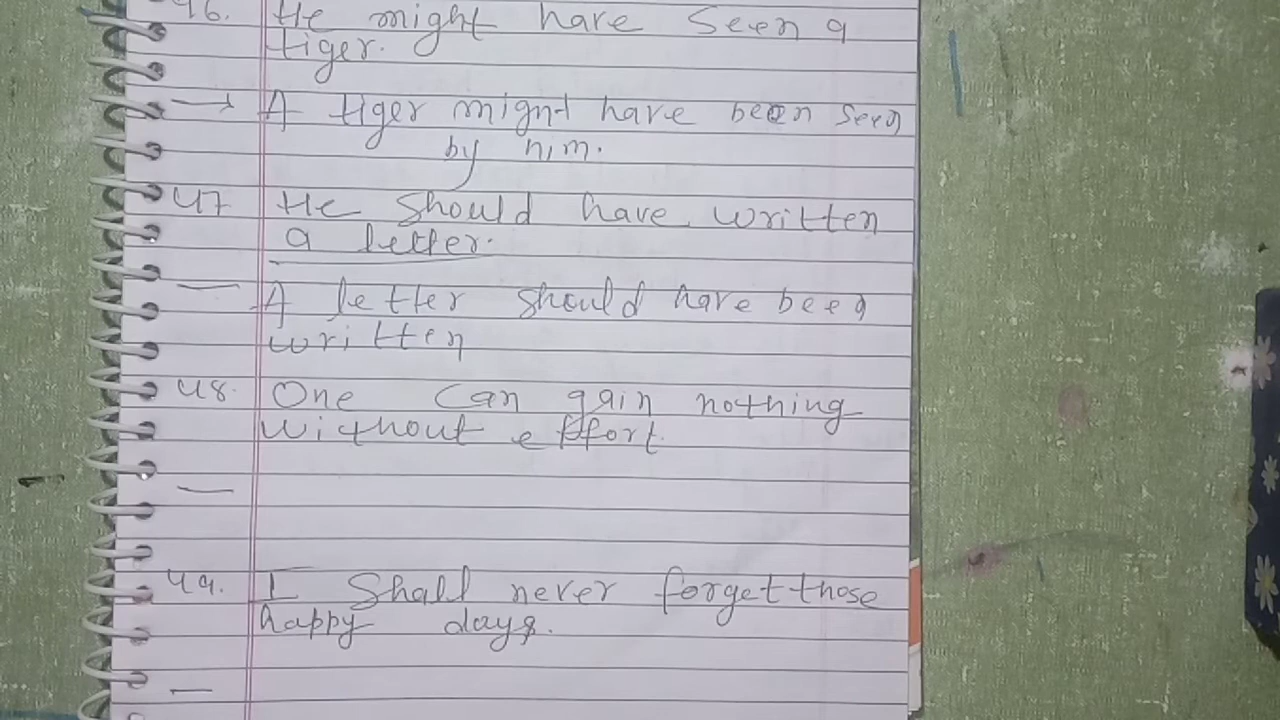 46. He might have seen a
tiger.
→ A tiger might have been seen
by him.
47 He should have written
a letter.
— A letter should have been
written
48. One can gain nothing
without effort.
—
49. I shall never forget those
happy days.
—